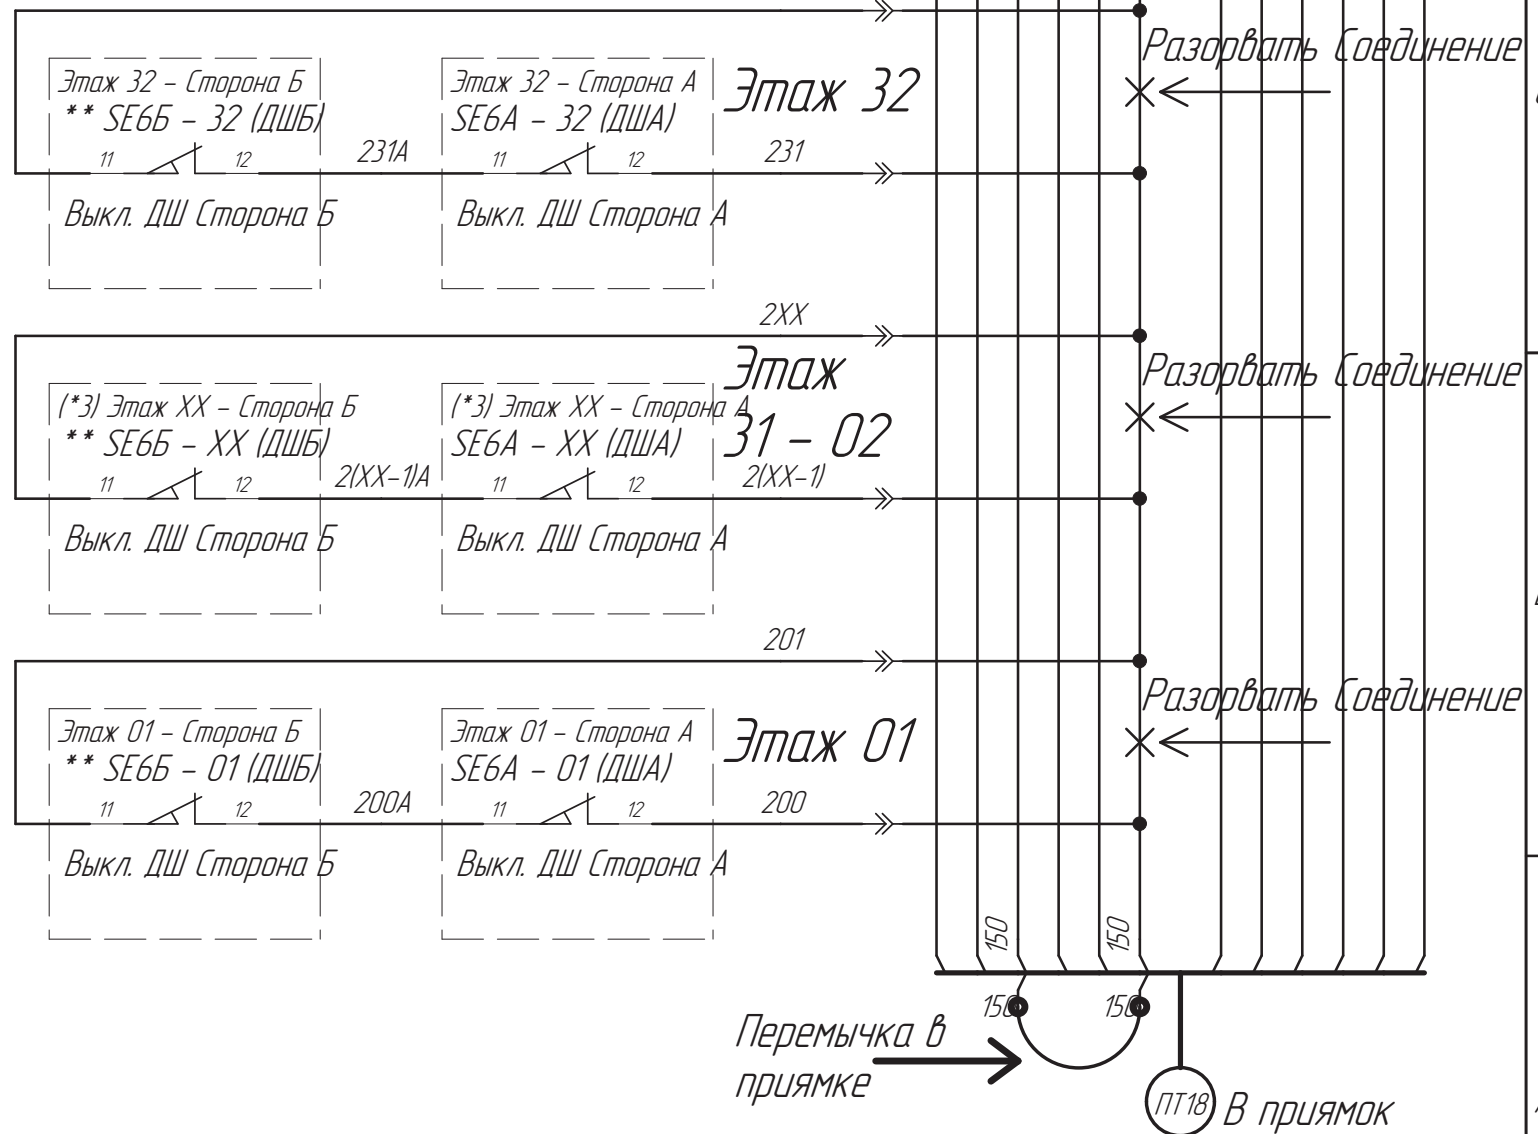 Разорвать Соединение
Этаж 32 - Сторона Б
** SE6Б - 32 (ДШБ)
11 12
Выкл. ДШ Сторона Б
231А
Этаж 32 - Сторона А
SE6А - 32 (ДША)
11 12
Выкл. ДШ Сторона А
Этаж 32
231
2XX
Разорвать Соединение
(*3) Этаж XX - Сторона Б
** SE6Б - XX (ДШБ)
11 12
Выкл. ДШ Сторона Б
2(XX-1)А
(*3) Этаж XX - Сторона А
SE6А - XX (ДША)
11 12
Выкл. ДШ Сторона А
Этаж
31 - 02
2(XX-1)
201
Разорвать Соединение
Этаж 01 - Сторона Б
** SE6Б - 01 (ДШБ)
11 12
Выкл. ДШ Сторона Б
200А
Этаж 01 - Сторона А
SE6А - 01 (ДША)
11 12
Выкл. ДШ Сторона А
Этаж 01
200
150
150
150
150
Перемычка в
приямке
ПТ18
В приямок